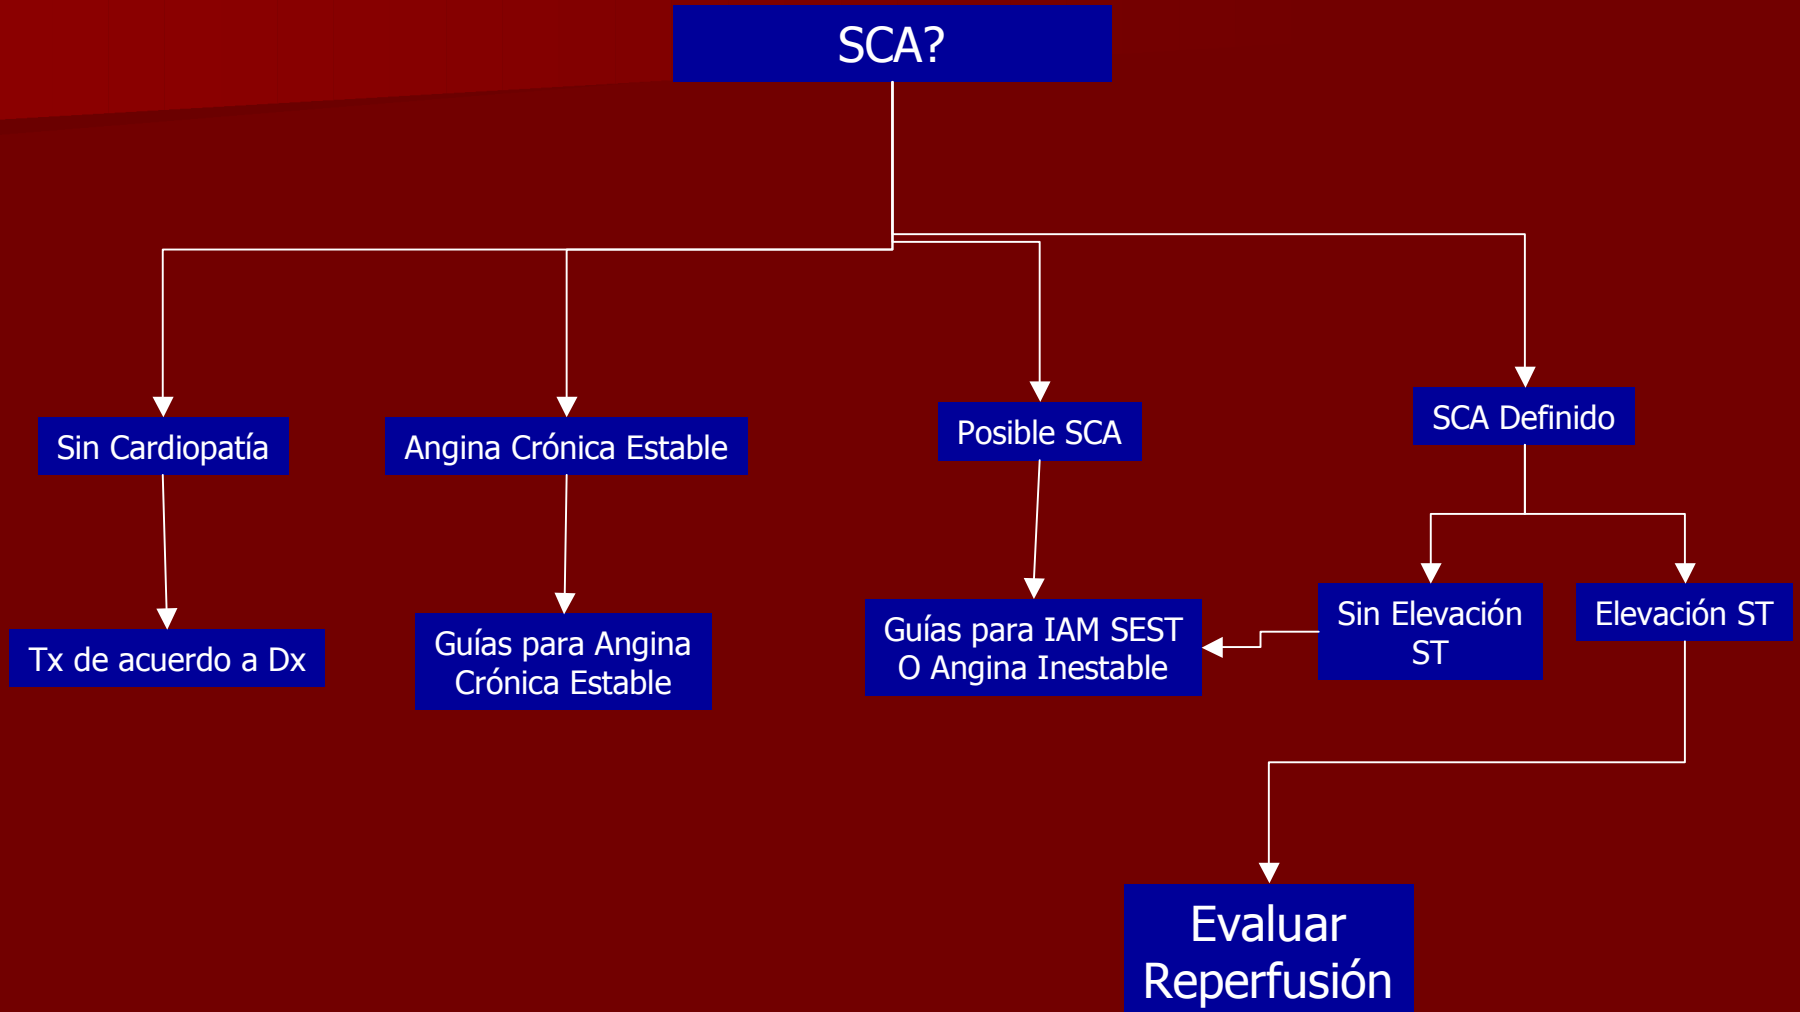 SCA?
Sin Cardiopatía
Angina Crónica Estable
Posible SCA
SCA Definido
Tx de acuerdo a Dx
Guías para Angina
Crónica Estable
Guías para IAM SEST
O Angina Inestable
Sin Elevación
ST
Elevación ST
Evaluar
Reperfusión